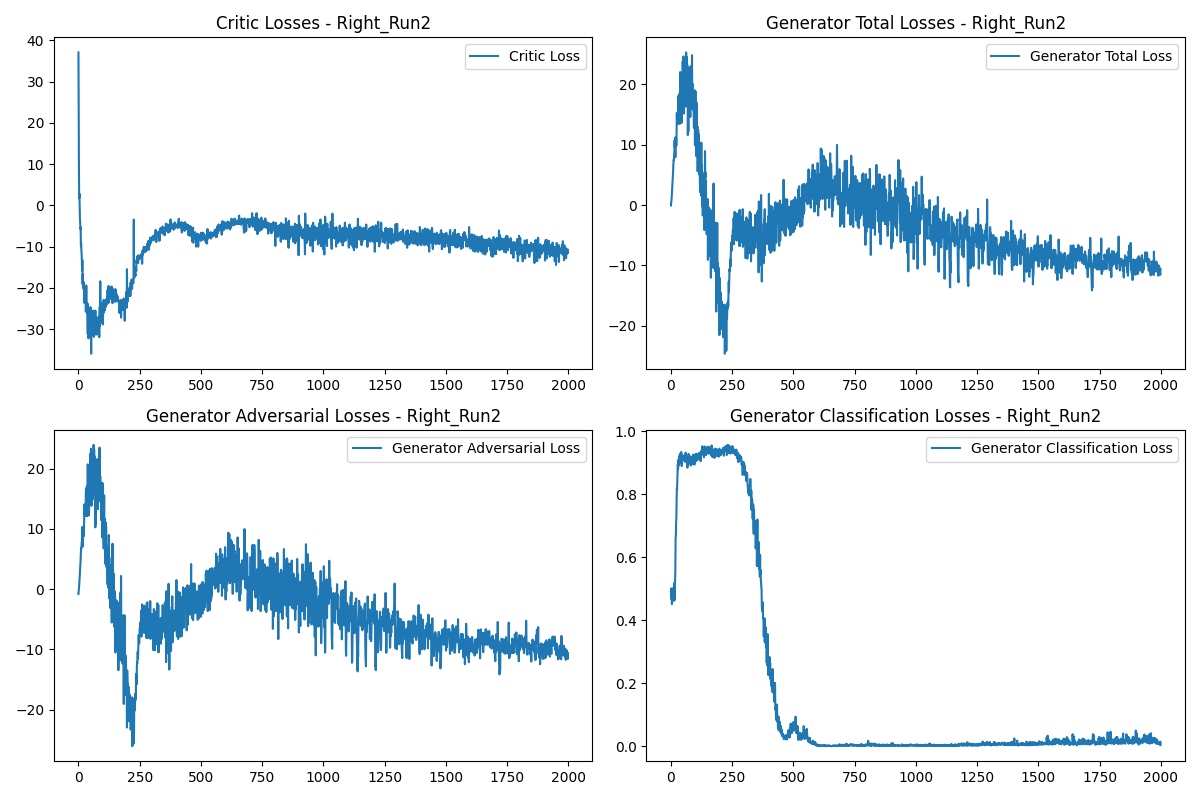 Critic Losses - Right_Run2
Critic Loss
40
30
20
10
0
−10
−20
−30
0 250 500 750 1000 1250 1500 1750 2000
Generator Total Losses - Right_Run2
Generator Total Loss
20
10
0
−10
−20
0 250 500 750 1000 1250 1500 1750 2000
Generator Adversarial Losses - Right_Run2
Generator Adversarial Loss
20
10
0
−10
−20
0 250 500 750 1000 1250 1500 1750 2000
Generator Classification Losses - Right_Run2
Generator Classification Loss
1.0
0.8
0.6
0.4
0.2
0.0
0 250 500 750 1000 1250 1500 1750 2000